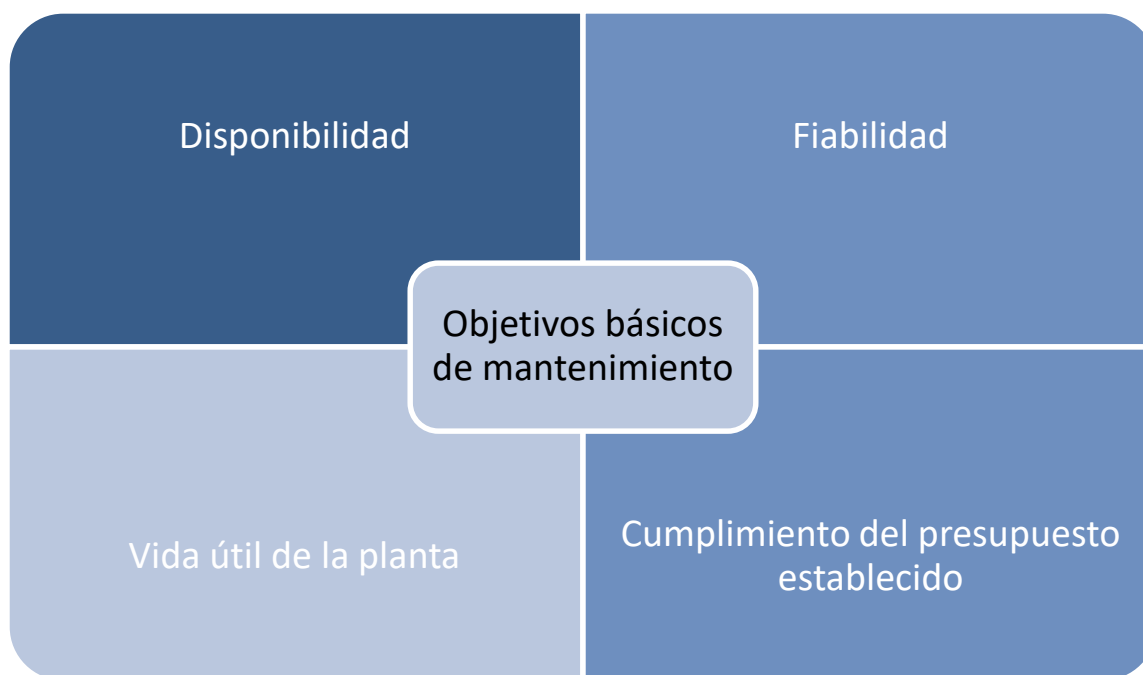 Disponibilidad
Fiabilidad
Objetivos básicos
de mantenimiento
Vida útil de la planta
Cumplimiento del presupuesto
establecido